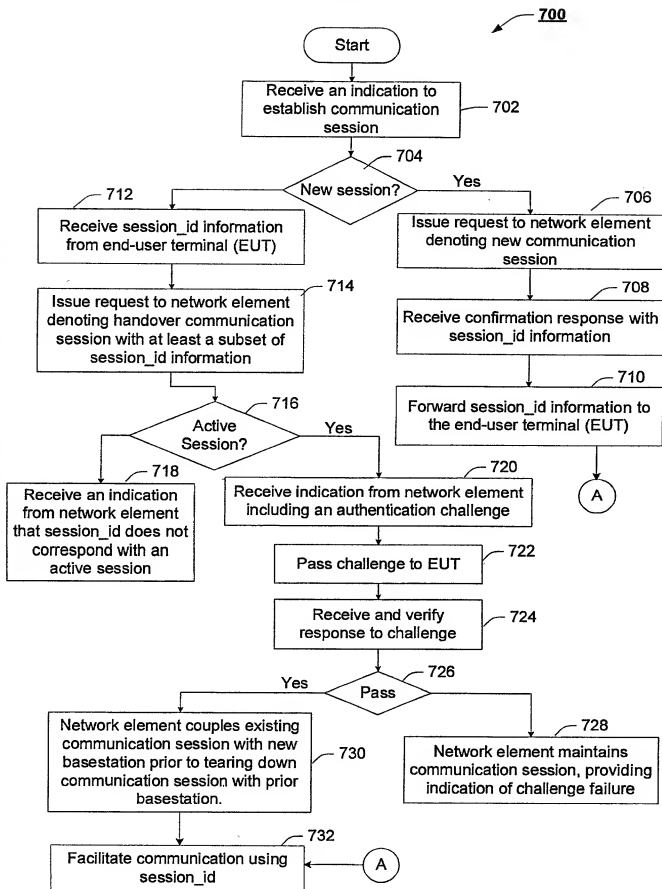 700
Start
Receive an indication to
establish communication
session
702
704
New session?
Yes
712
Receive session_id information
from end-user terminal (EUT)
706
Issue request to network element
denoting new communication
session
714
Issue request to network element
denoting handover communication
session with at least a subset of
session_id information
708
Receive confirmation response with
session_id information
710
Forward session_id information to
the end-user terminal (EUT)
A
716
Active
Session?
Yes
718
Receive an indication
from network element
that session_id does not
correspond with an
active session
720
Receive indication from network element
including an authentication challenge
Pass challenge to EUT
722
Receive and verify
response to challenge
724
726
Pass
Yes
Network element couples existing
communication session with new
basestation prior to tearing down
communication session with prior
basestation.
730
728
Network element maintains
communication session, providing
indication of challenge failure
732
Facilitate communication using
session_id
A